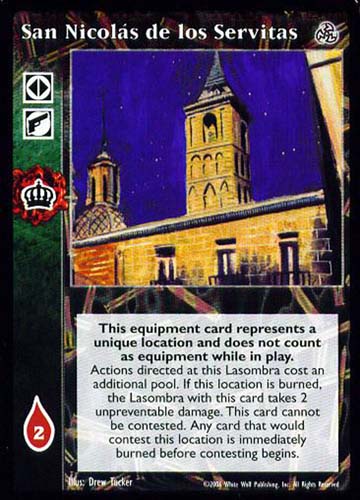 San Nicolás de los Servitas
This equipment card represents a
unique location and does not count
as equipment while in play.
Actions directed at this Lasombra cost an
additional pool. If this location is burned,
the Lasombra with this card takes 2
unpreventable damage. This card cannot
be contested. Any card that would
contest this location is immediately
burned before contesting begins.
2
Illus: Drew Tucker
©2006 White Wolf Publishing, Inc. All Rights Reserved.